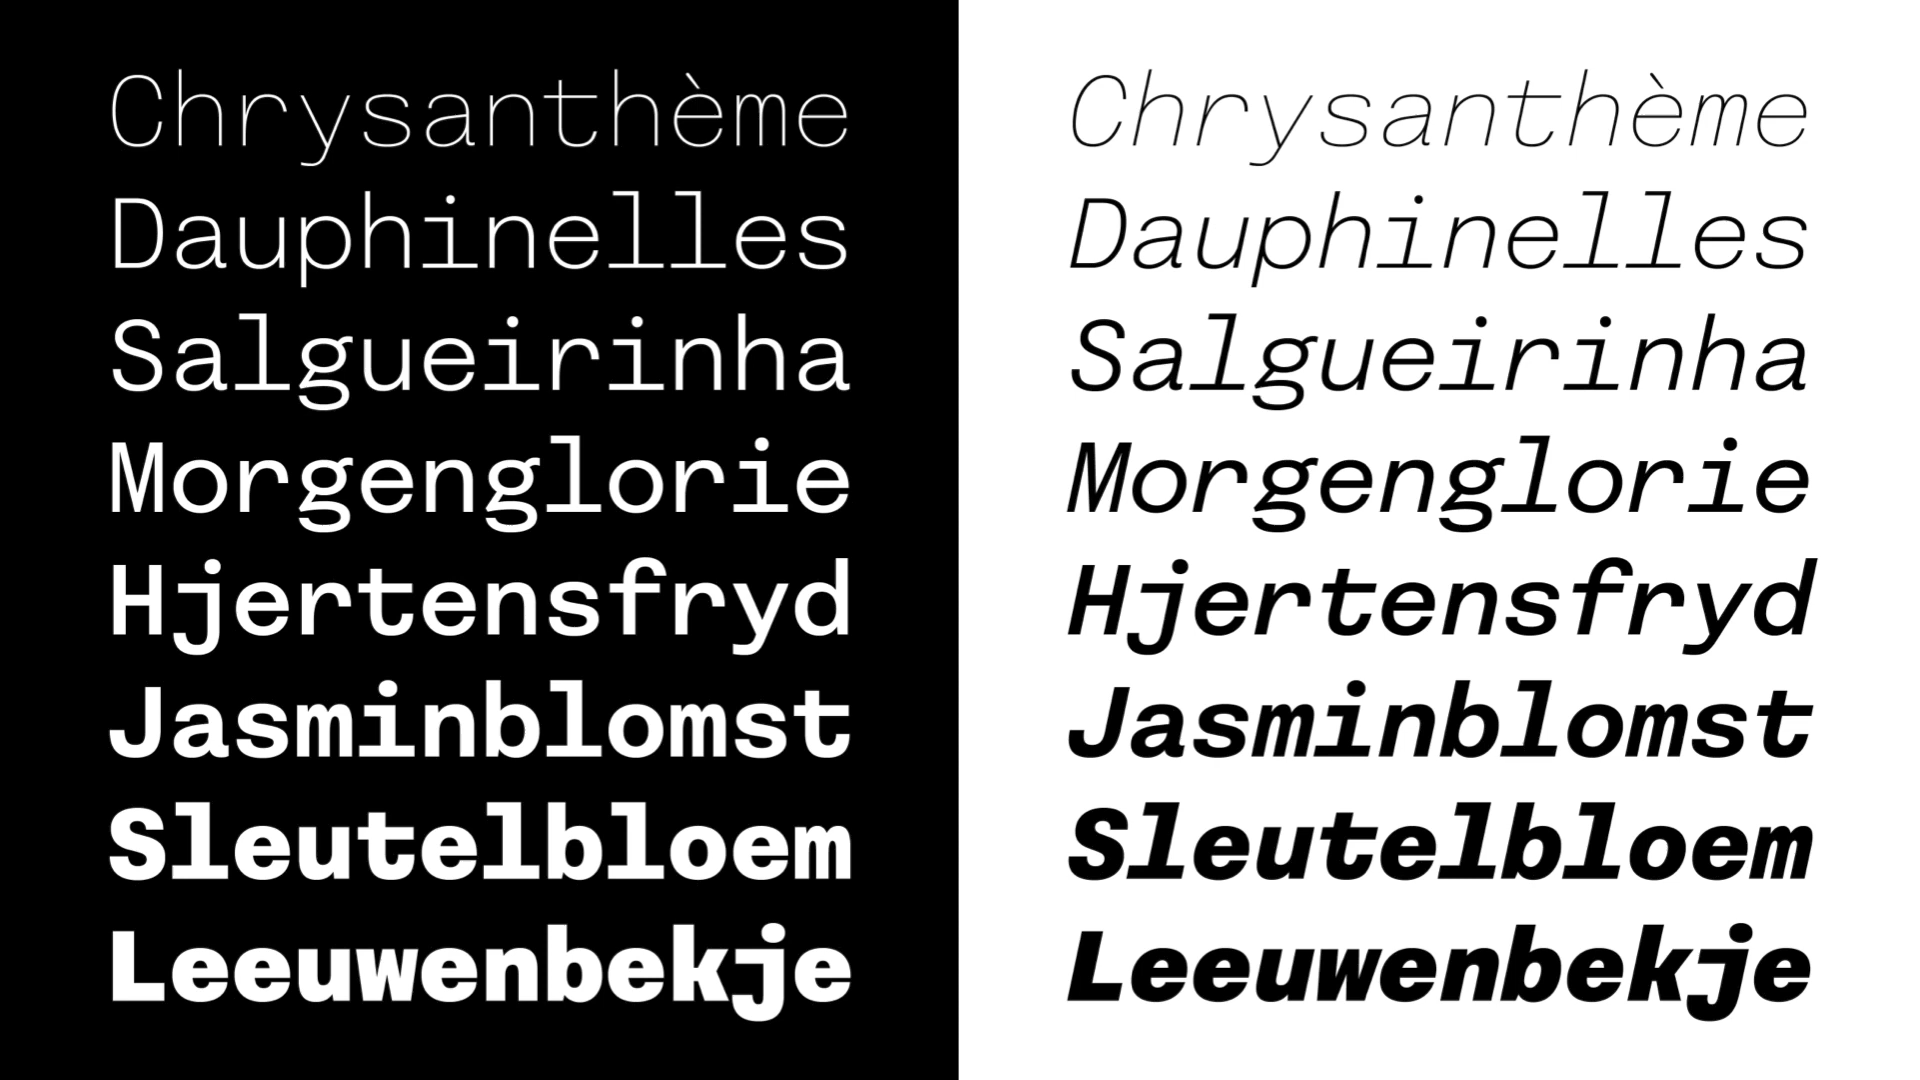 Chrysanthème
Dauphinelles
Salgueirinha
Morgenglorie
Hjertensfryd
Jasminblomst
Sleutelbloem
Leeuwenbekje
Chrysanthème
Dauphinelles
Salgueirinha
Morgenglorie
Hjertensfryd
Jasminblomst
Sleutelbloem
Leeuwenbekje